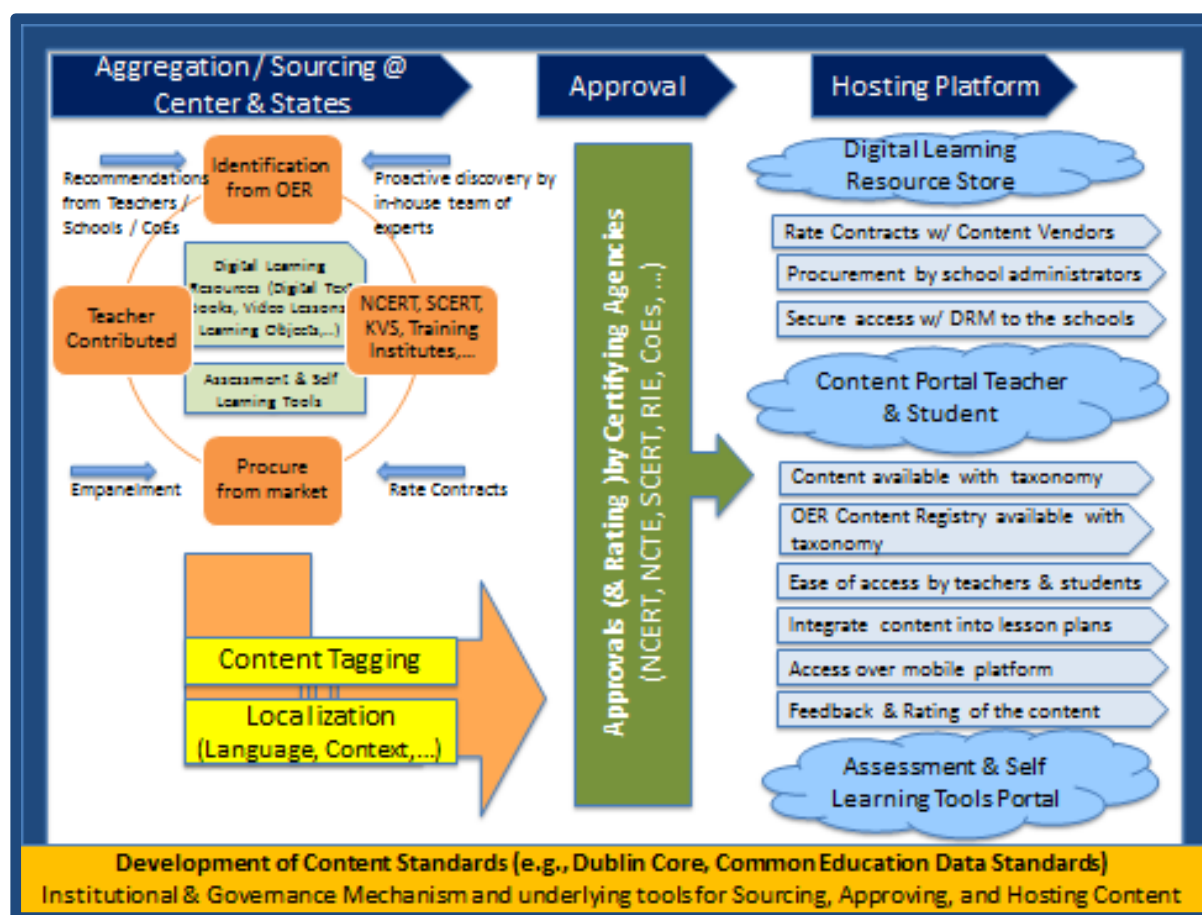 Aggregation / Sourcing @
Center & States
Approval
Hosting Platform
Identification
from OER
Recommendations
from Teachers /
Schools / CoEs
Proactive discovery by
in-house team of
experts
Digital Learning
Resources (Digital Text
Books, Video Lessons
Learning Objects,...)
Teacher
Contributed
NCERT, SCERT,
KVS, Training
Institutes,...
Assessment & Self
Learning Tools
Procure
from market
Empanelment
Rate Contracts
Content Tagging
Localization
(Language, Context,...)
Approvals (& Rating )by Certifying Agencies
(NCERT, NCTE, SCERT, RIE, CoEs, ...)
Digital Learning
Resource Store
Rate Contracts w/ Content Vendors
Procurement by school administrators
Secure access w/ DRM to the schools
Content Portal Teacher
& Student
Content available with taxonomy
OER Content Registry available with
taxonomy
Ease of access by teachers & students
Integrate content into lesson plans
Access over mobile platform
Feedback & Rating of the content
Assessment & Self
Learning Tools Portal
Development of Content Standards (e.g., Dublin Core, Common Education Data Standards)
Institutional & Governance Mechanism and underlying tools for Sourcing, Approving, and Hosting Content